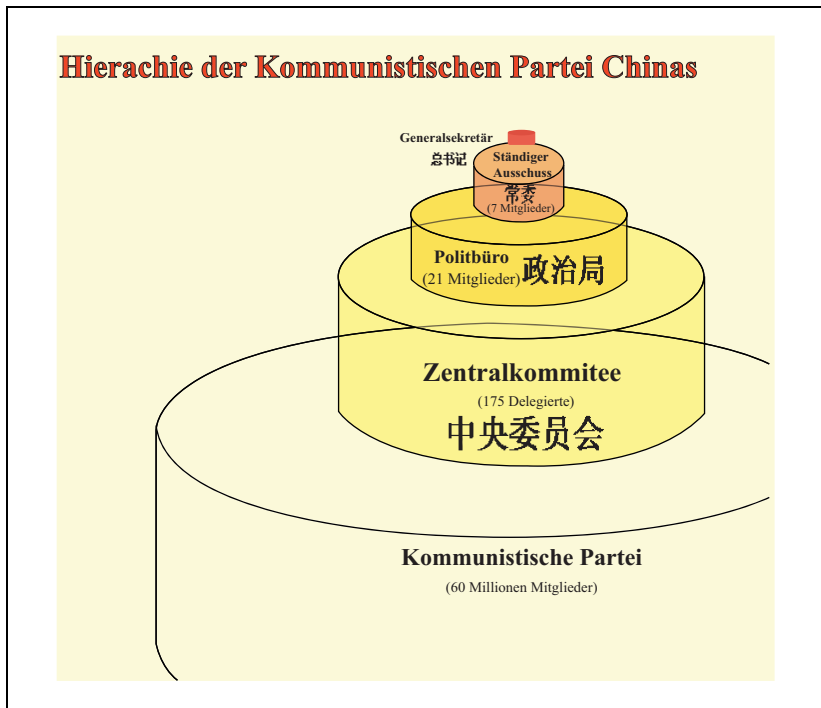 Hierachie der Kommunistischen Partei Chinas
Generalsekretär
总书记
Ständiger
Ausschuss
常委
(7 Mitglieder)
Politbüro
(21 Mitglieder)
政治局
Zentralkommitee
(175 Delegierte)
中央委员会
Kommunistische Partei
(60 Millionen Mitglieder)